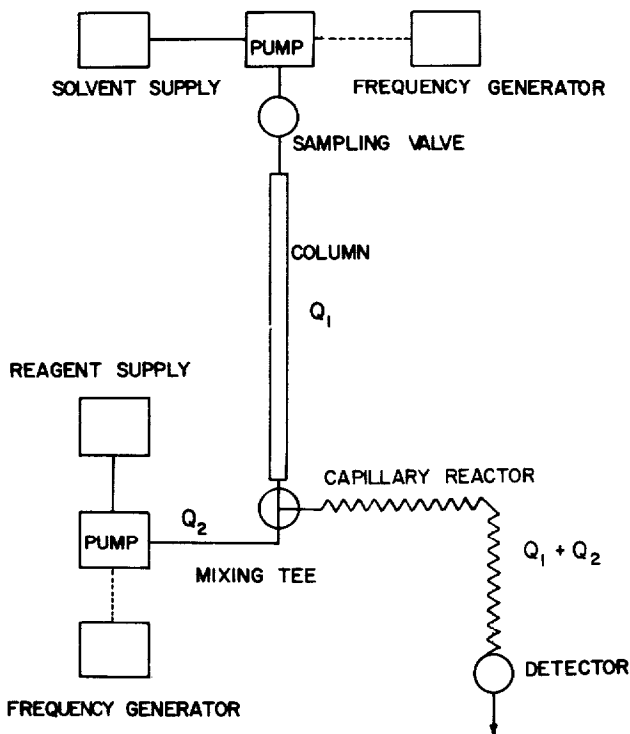 PUMP
SOLVENT SUPPLY
FREQUENCY GENERATOR
SAMPLING VALVE
COLUMN
Q₁
REAGENT SUPPLY
CAPILLARY REACTOR
Q₂
PUMP
Q₁ + Q₂
MIXING TEE
DETECTOR
FREQUENCY GENERATOR